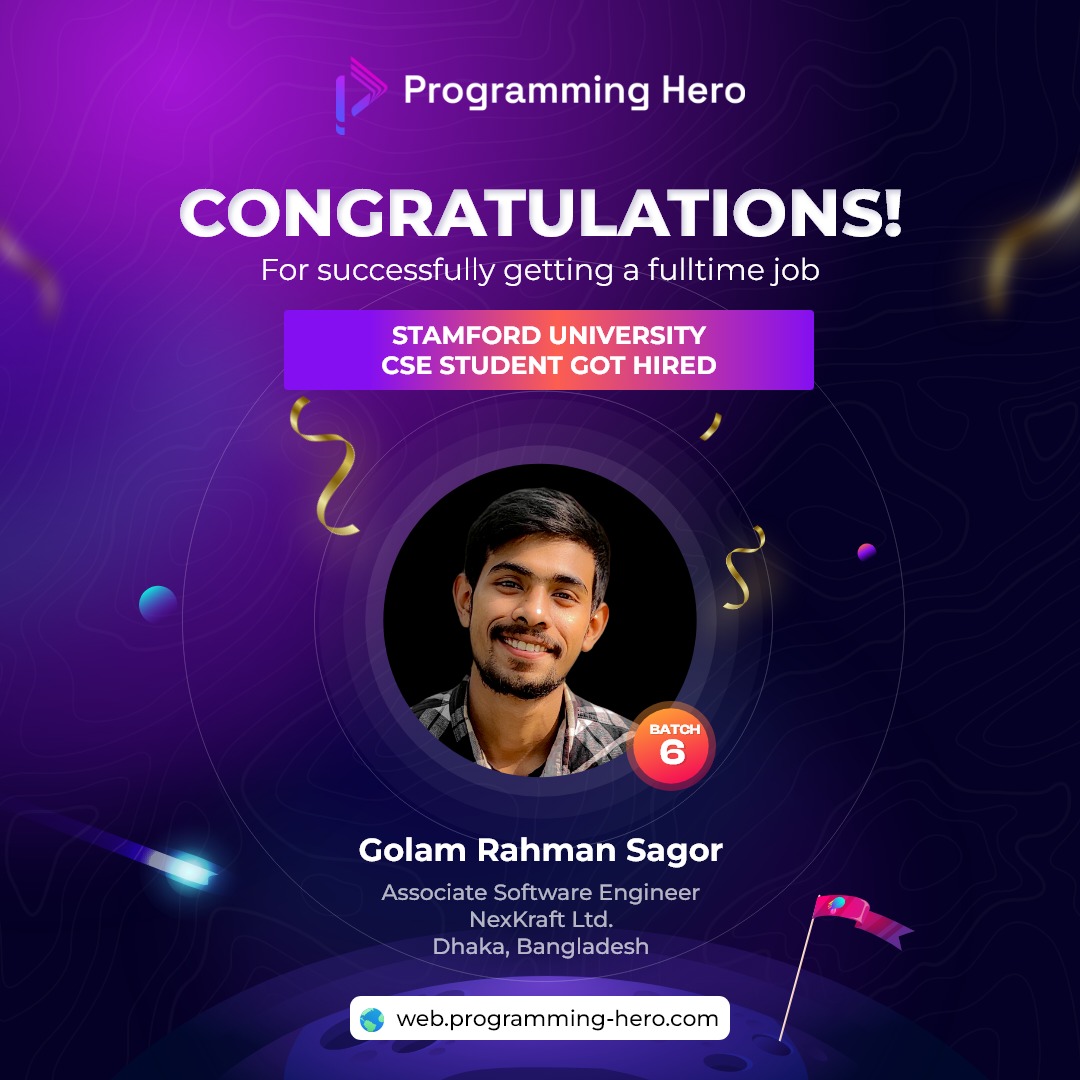 Programming Hero
CONGRATULATIONS!
For successfully getting a fulltime job
STAMFORD UNIVERSITY
CSE STUDENT GOT HIRED
BATCH
6
Golam Rahman Sagor
Associate Software Engineer
NexKraft Ltd.
Dhaka, Bangladesh
web.programming-hero.com